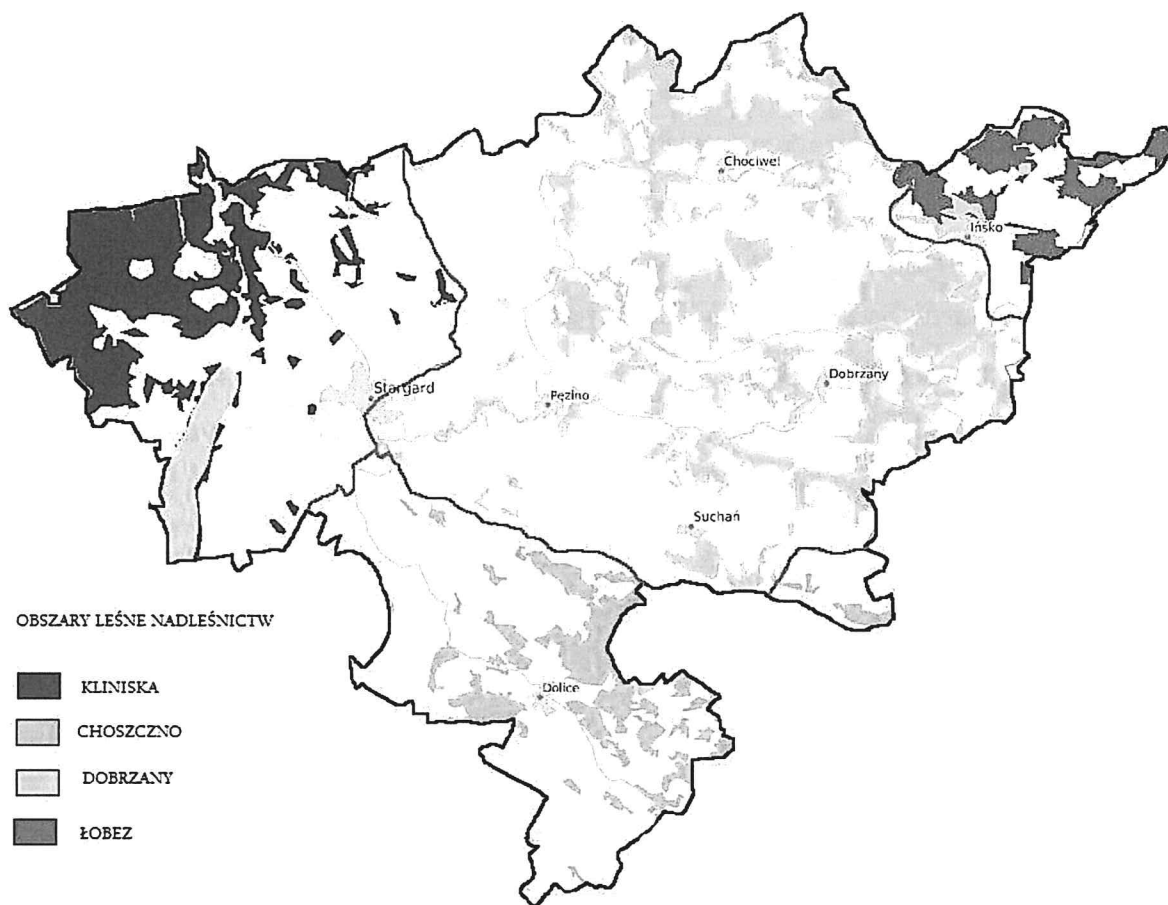 Chociwel
Ińsko
Stargard
Pęzino
Dobrzany
Suchań
Dolice
OBSZARY LEŚNE NADLEŚNICTW
KLINISKA
CHOSZCZNO
DOBRZANY
ŁOBEZ